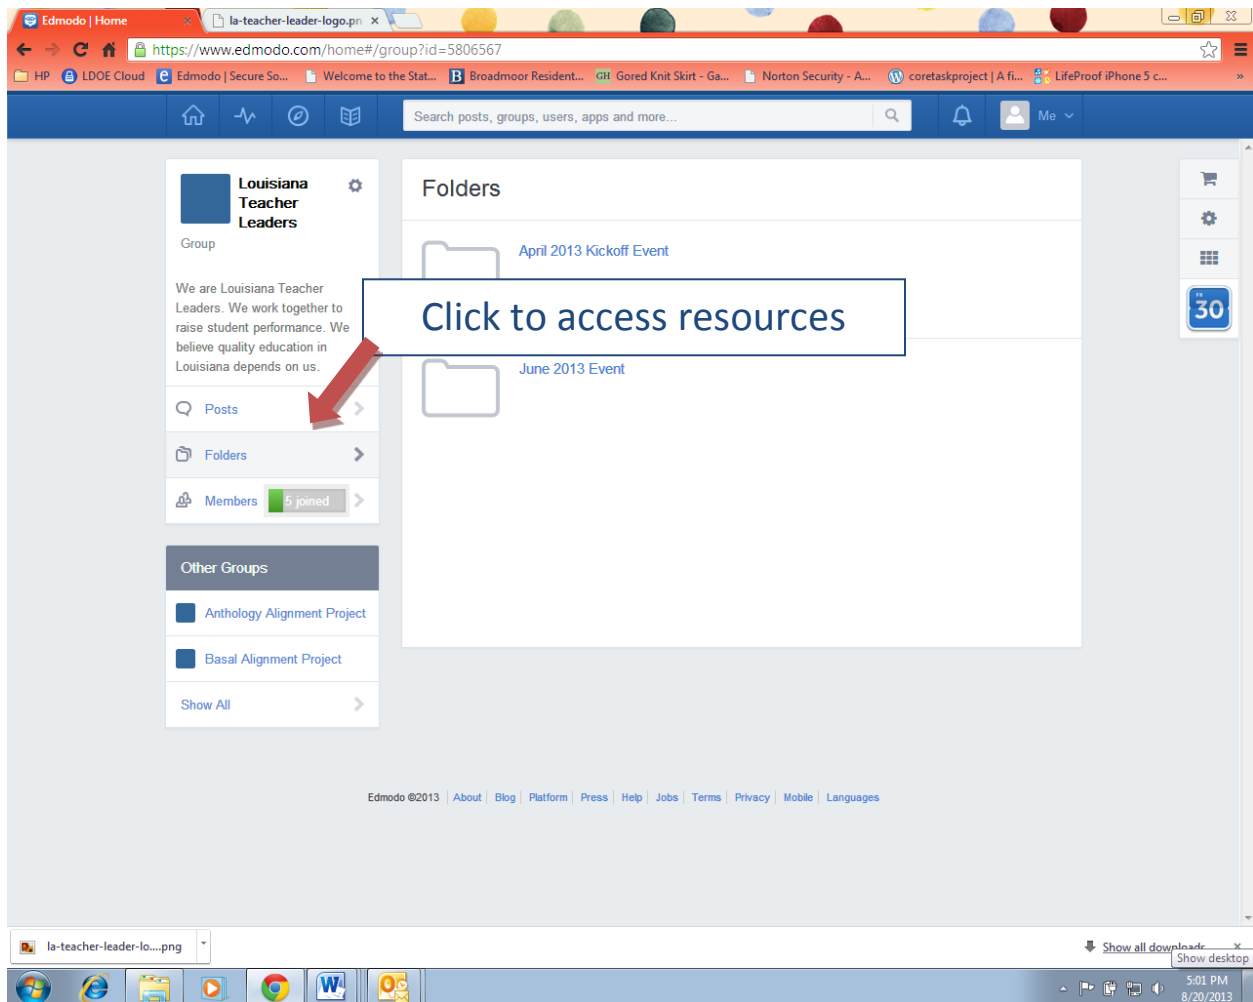 Edmodo | Home
la-teacher-leader-logo.pn
https://www.edmodo.com/home#/group?id=5806567
HP
LDOE Cloud
Edmodo | Secure So...
Welcome to the Stat...
B Broadmoor Resident...
GH Gored Knit Skirt - Ga...
Norton Security - A...
coretaskproject | A fi...
LifeProof iPhone 5 c...
»
Search posts, groups, users, apps and more...
Me
Louisiana
Teacher
Leaders
Group
We are Louisiana Teacher
Leaders. We work together to
raise student performance. We
believe quality education in
Louisiana depends on us.
Posts
Folders
Members 5 joined
Other Groups
Anthology Alignment Project
Basal Alignment Project
Show All
Folders
April 2013 Kickoff Event
Click to access resources
June 2013 Event
30
Edmodo ©2013 | About | Blog | Platform | Press | Help | Jobs | Terms | Privacy | Mobile | Languages
la-teacher-leader-lo....png
Show all downloads
Show desktop
5:01 PM
8/20/2013